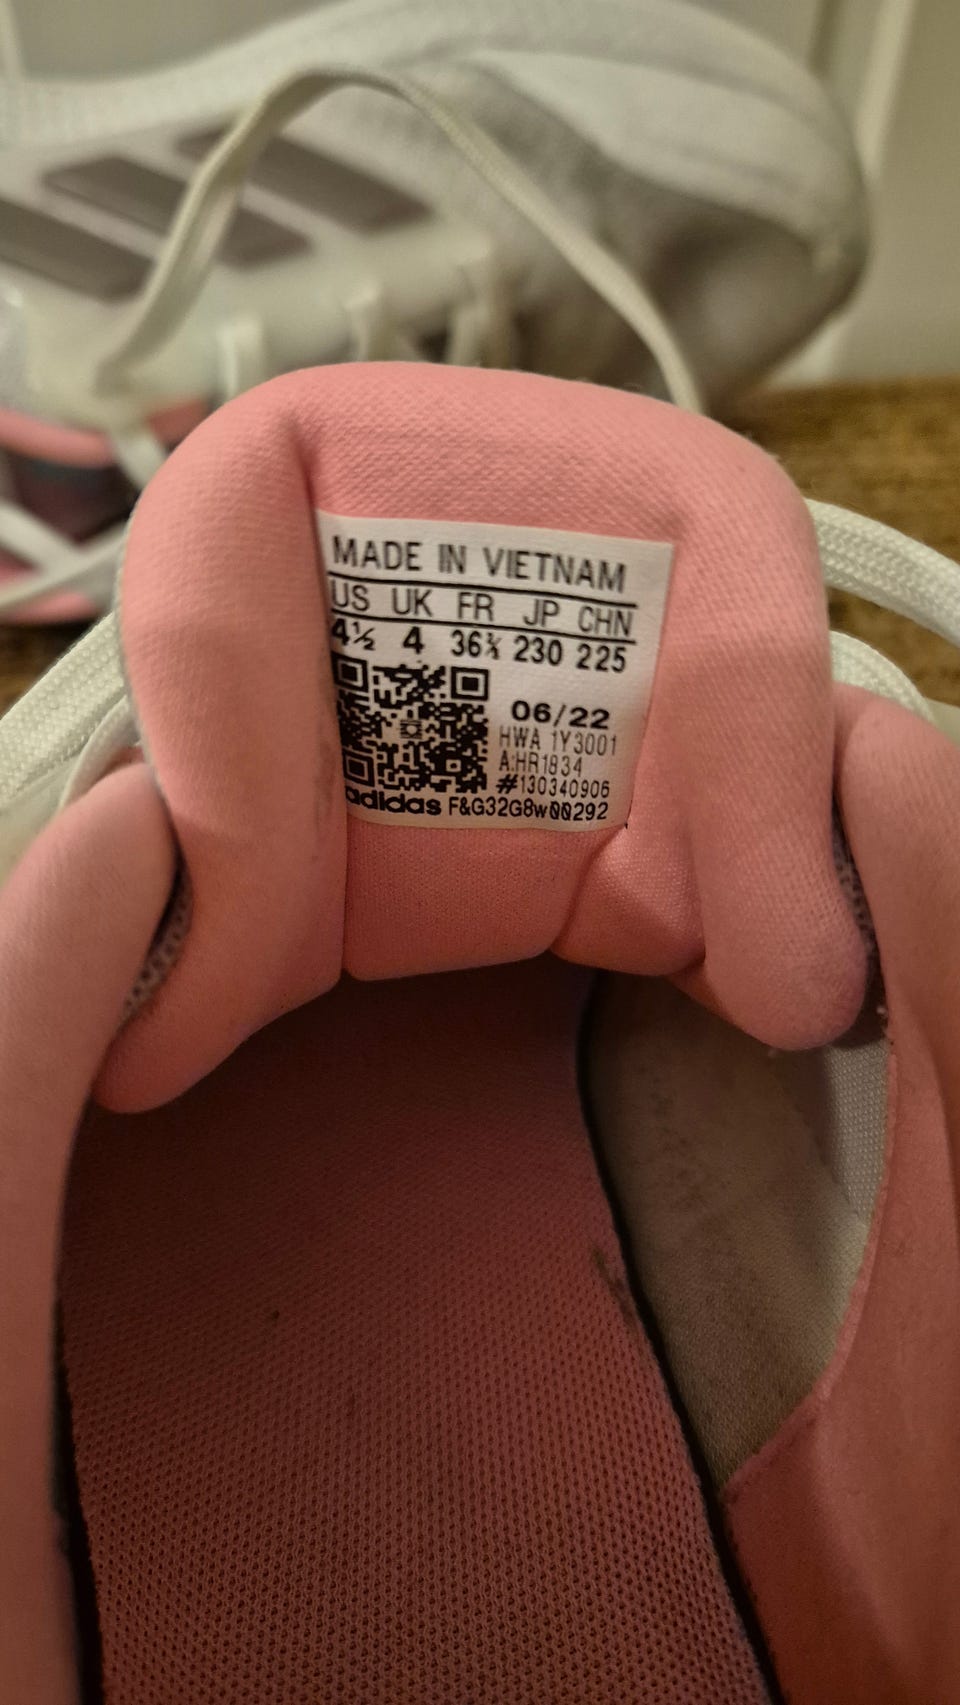 MADE IN VIETNAM
US UK FR JP CHN
4½ 4 36⅔ 230 225
06/22
HWA 1Y3001
A:HR1834
#130340906
adidas F&G32G8w00292